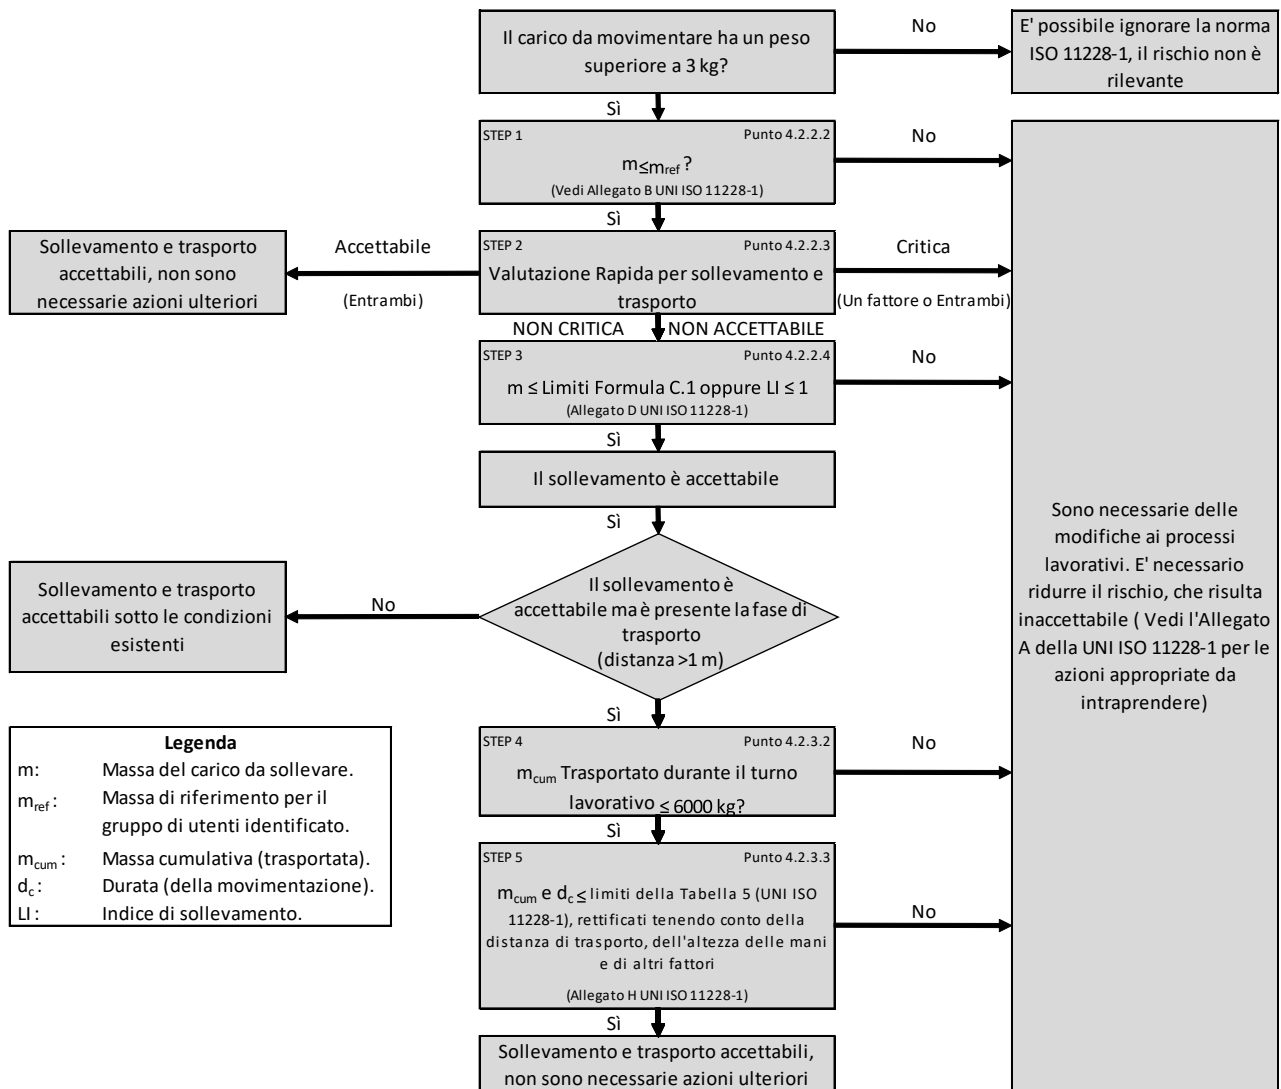 Il carico da movimentare ha un peso
superiore a 3 kg?
No
E' possibile ignorare la norma
ISO 11228-1, il rischio non è
rilevante
Sì
STEP 1 Punto 4.2.2.2
m≤mref ?
(Vedi Allegato B UNI ISO 11228-1)
No
Sì
Sollevamento e trasporto
accettabili, non sono
necessarie azioni ulteriori
Accettabile
(Entrambi)
STEP 2 Punto 4.2.2.3
Valutazione Rapida per sollevamento e
trasporto
Critica
(Un fattore o Entrambi)
NON CRITICA NON ACCETTABILE
STEP 3 Punto 4.2.2.4
m ≤ Limiti Formula C.1 oppure LI ≤ 1
(Allegato D UNI ISO 11228-1)
No
Sì
Il sollevamento è accettabile
Sì
Sollevamento e trasporto
accettabili sotto le condizioni
esistenti
No
Il sollevamento è
accettabile ma è presente la fase di
trasporto
(distanza >1 m)
Sono necessarie delle
modifiche ai processi
lavorativi. E' necessario
ridurre il rischio, che risulta
inaccettabile ( Vedi l'Allegato
A della UNI ISO 11228-1 per le
azioni appropriate da
intraprendere)
Sì
STEP 4 Punto 4.2.3.2
mcum Trasportato durante il turno
lavorativo ≤ 6000 kg?
No
Sì
STEP 5 Punto 4.2.3.3
mcum e dc ≤ limiti della Tabella 5 (UNI ISO
11228-1), rettificati tenendo conto della
distanza di trasporto, dell'altezza delle mani
e di altri fattori
(Allegato H UNI ISO 11228-1)
No
Sì
Sollevamento e trasporto accettabili,
non sono necessarie azioni ulteriori
Legenda
m: Massa del carico da sollevare.
mref : Massa di riferimento per il
gruppo di utenti identificato.
mcum : Massa cumulativa (trasportata).
dc : Durata (della movimentazione).
LI : Indice di sollevamento.